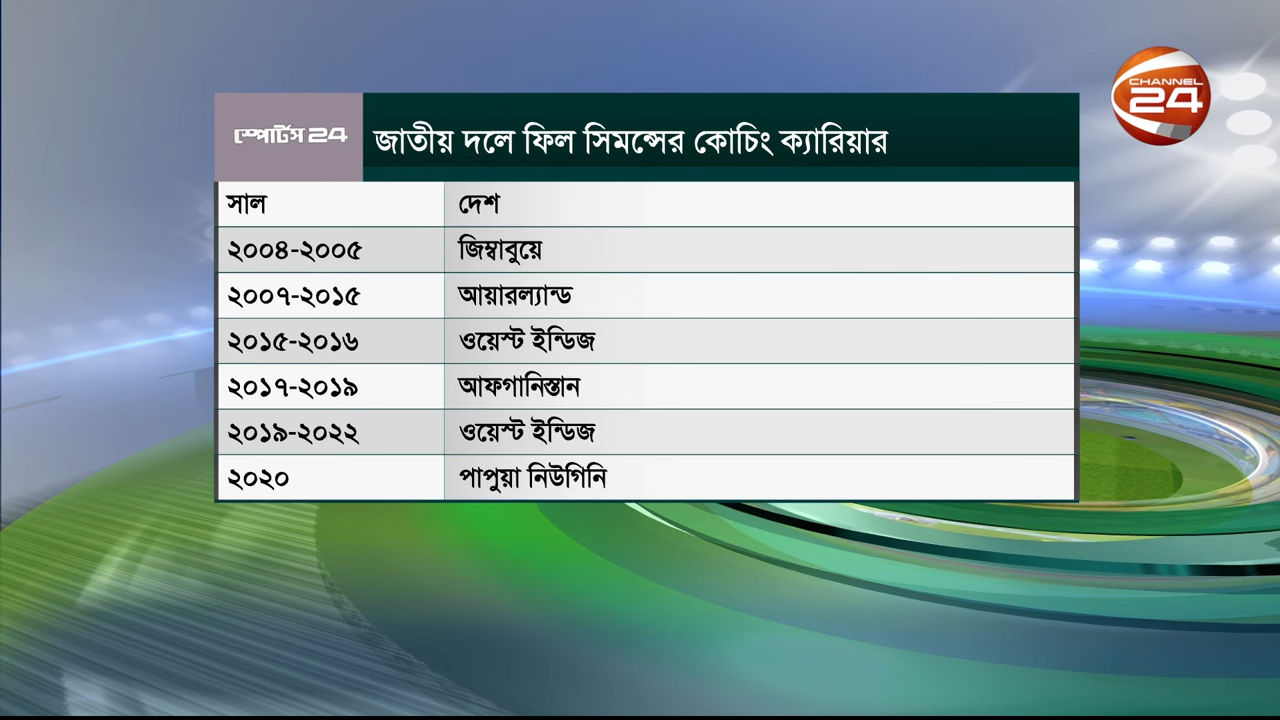 CHANNEL
24
স্পোর্টস 24
জাতীয় দলে ফিল সিমন্সের কোচিং ক্যারিয়ার
সাল দেশ
২০০৪-২০০৫ জিম্বাবুয়ে
২০০৭-২০১৫ আয়ারল্যান্ড
২০১৫-২০১৬ ওয়েস্ট ইন্ডিজ
২০১৭-২০১৯ আফগানিস্তান
২০১৯-২০২২ ওয়েস্ট ইন্ডিজ
২০২০ পাপুয়া নিউগিনি